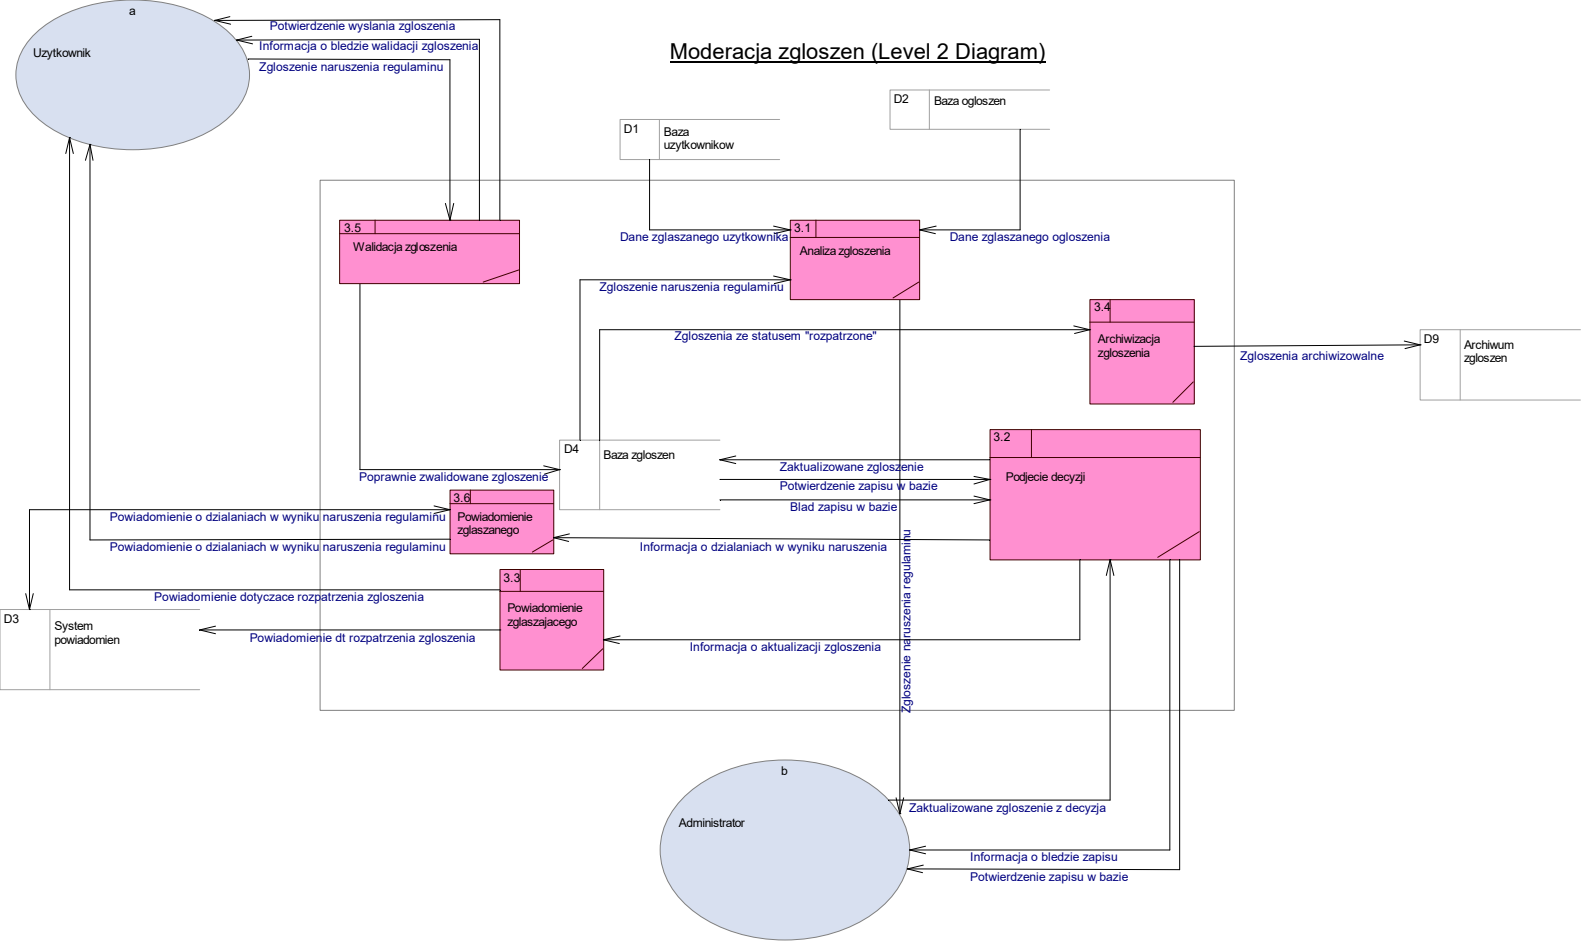 a
Uzytkownik
Potwierdzenie wyslania zgloszenia
Informacja o bledzie walidacji zgloszenia
Zgloszenie naruszenia regulaminu
Moderacja zgloszen (Level 2 Diagram)
D2
Baza ogloszen
D1
Baza
uzytkownikow
3.5
Walidacja zgloszenia
3.1
Analiza zgloszenia
Dane zglaszanego uzytkownika
Dane zglaszanego ogloszenia
Zgloszenie naruszenia regulaminu
3.4
Archiwizacja
zgloszenia
Zgloszenia ze statusem "rozpatrzone"
Zgloszenia archiwizowalne
D9
Archiwum
zgloszen
D4
Baza zgloszen
3.2
Podjecie decyzji
Zaktualizowane zgloszenie
Potwierdzenie zapisu w bazie
Blad zapisu w bazie
Poprawnie zwalidowane zgloszenie
3.6
Powiadomienie
zglaszanego
Powiadomienie o dzialaniach w wyniku naruszenia regulaminu
Powiadomienie o dzialaniach w wyniku naruszenia regulaminu
Informacja o dzialaniach w wyniku naruszenia
Zgloszenie naruszenia regulaminu
3.3
Powiadomienie
zglaszajacego
Powiadomienie dotyczace rozpatrzenia zgloszenia
D3
System
powiadomien
Powiadomienie dt rozpatrzenia zgloszenia
Informacja o aktualizacji zgloszenia
b
Administrator
Zaktualizowane zgloszenie z decyzja
Informacja o bledzie zapisu
Potwierdzenie zapisu w bazie